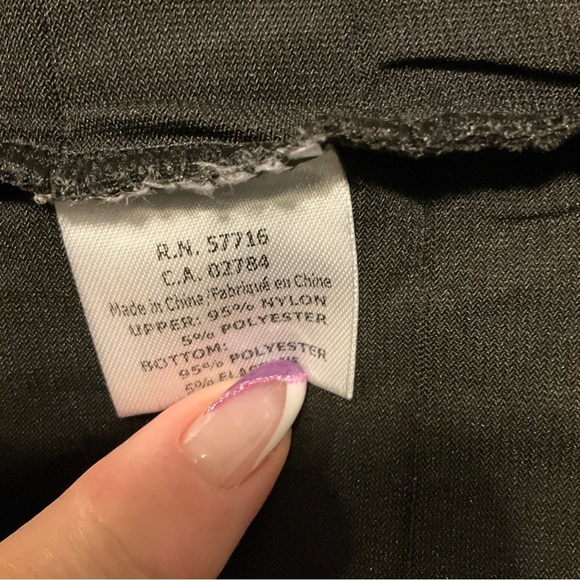 R.N. 57716
C.A. 02784
Made in China/Fabriqué en Chine
UPPER: 95% NYLON
5% POLYESTER
BOTTOM:
95% POLYESTER
5%